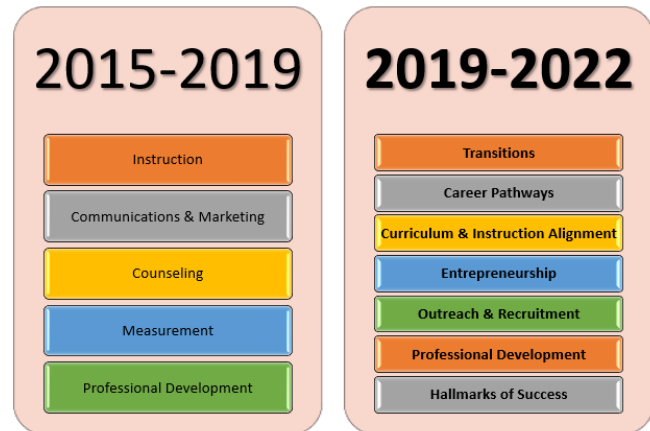 2015-2019
Instruction
Communications & Marketing
Counseling
Measurement
Professional Development
2019-2022
Transitions
Career Pathways
Curriculum & Instruction Alignment
Entrepreneurship
Outreach & Recruitment
Professional Development
Hallmarks of Success